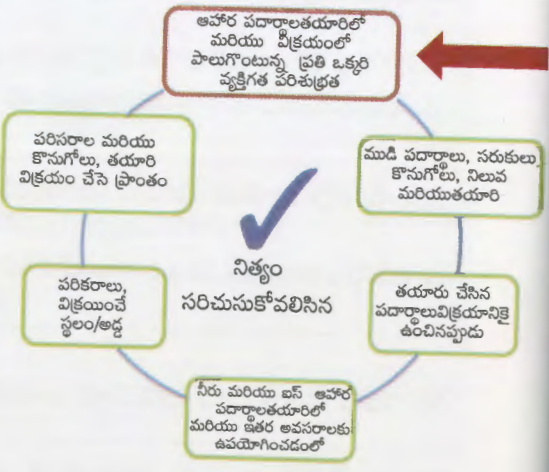 ఆహార పదార్థాలతయారిలో
మరియు విక్రయంలో
పాలుగొంటున్న ప్రతి ఒక్కరి
వ్యక్తిగత పరిశుభ్రత
ముడి పదార్థాలు, సరుకులు,
కొనుగోలు, నిలువ
మరియుతయారి
తయారు చేసిన
పదార్థాలువిక్రయానికై
ఉంచినప్పుడు
నీరు మరియు ఐస్ ఆహార
పదార్థాలతయారిలో
మరియు ఇతర అవసరాలకు
ఉపయోగించడంలో
పరికరాలు,
విక్రయించే
స్థలం/అడ్డ
పరిసరాల మరియు
కొనుగోలు, తయారి
విక్రయం చేసె ప్రాంతం
నిత్యం
సరిచుసుకోవలిసిన